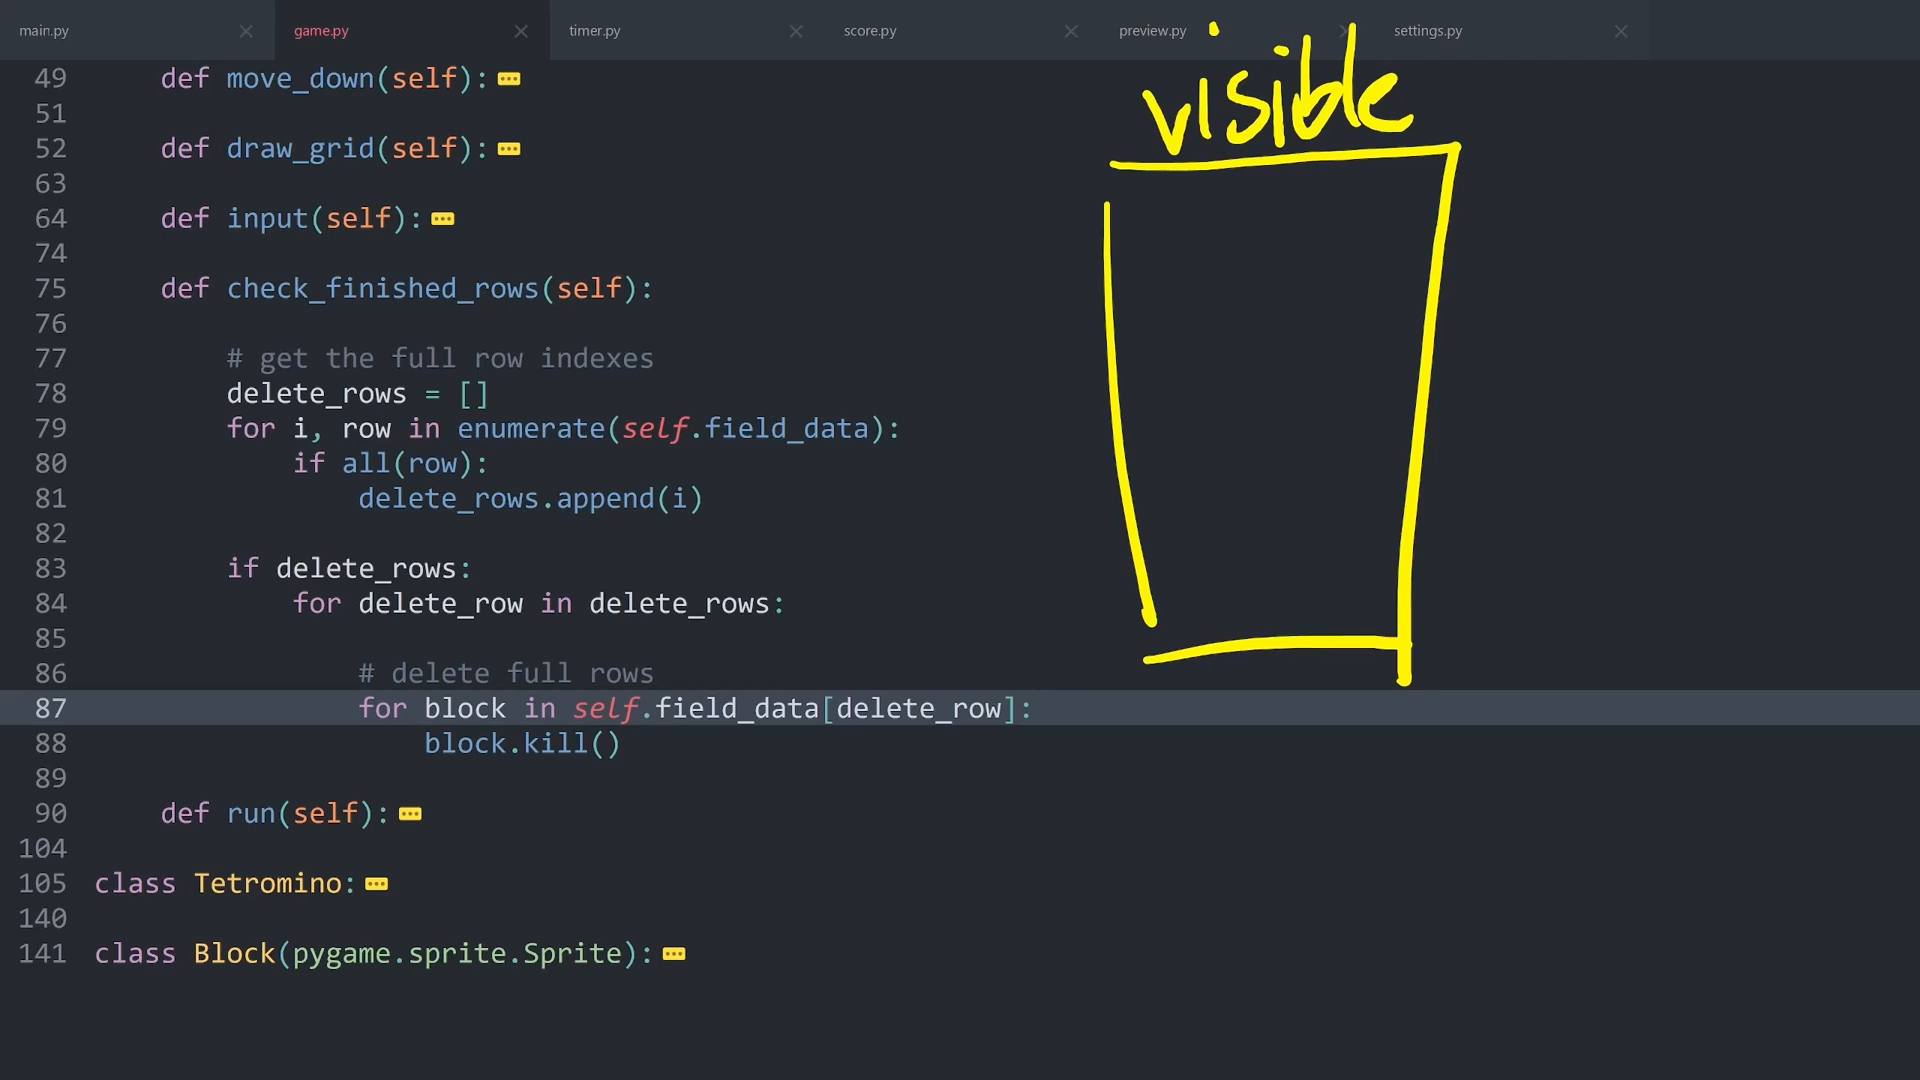 main.py game.py timer.py score.py preview.py settings.py
visible
49 def move_down(self):
51
52 def draw_grid(self):
63
64 def input(self):
74
75 def check_finished_rows(self):
76
77 # get the full row indexes
78 delete_rows = []
79 for i, row in enumerate(self.field_data):
80 if all(row):
81 delete_rows.append(i)
82
83 if delete_rows:
84 for delete_row in delete_rows:
85
86 # delete full rows
87 for block in self.field_data[delete_row]:
88 block.kill()
89
90 def run(self):
104
105 class Tetromino:
140
141 class Block(pygame.sprite.Sprite):